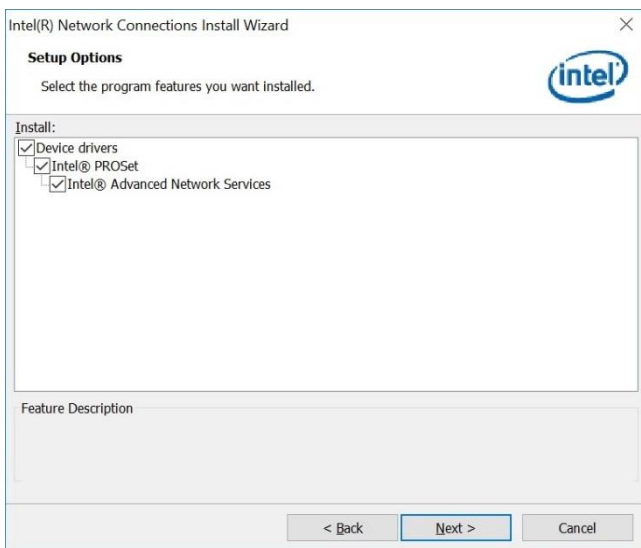 Intel(R) Network Connections Install Wizard
Setup Options
Select the program features you want installed.
intel
Install:
Device drivers
Intel® PROSet
Intel® Advanced Network Services
Feature Description
< Back
Next >
Cancel